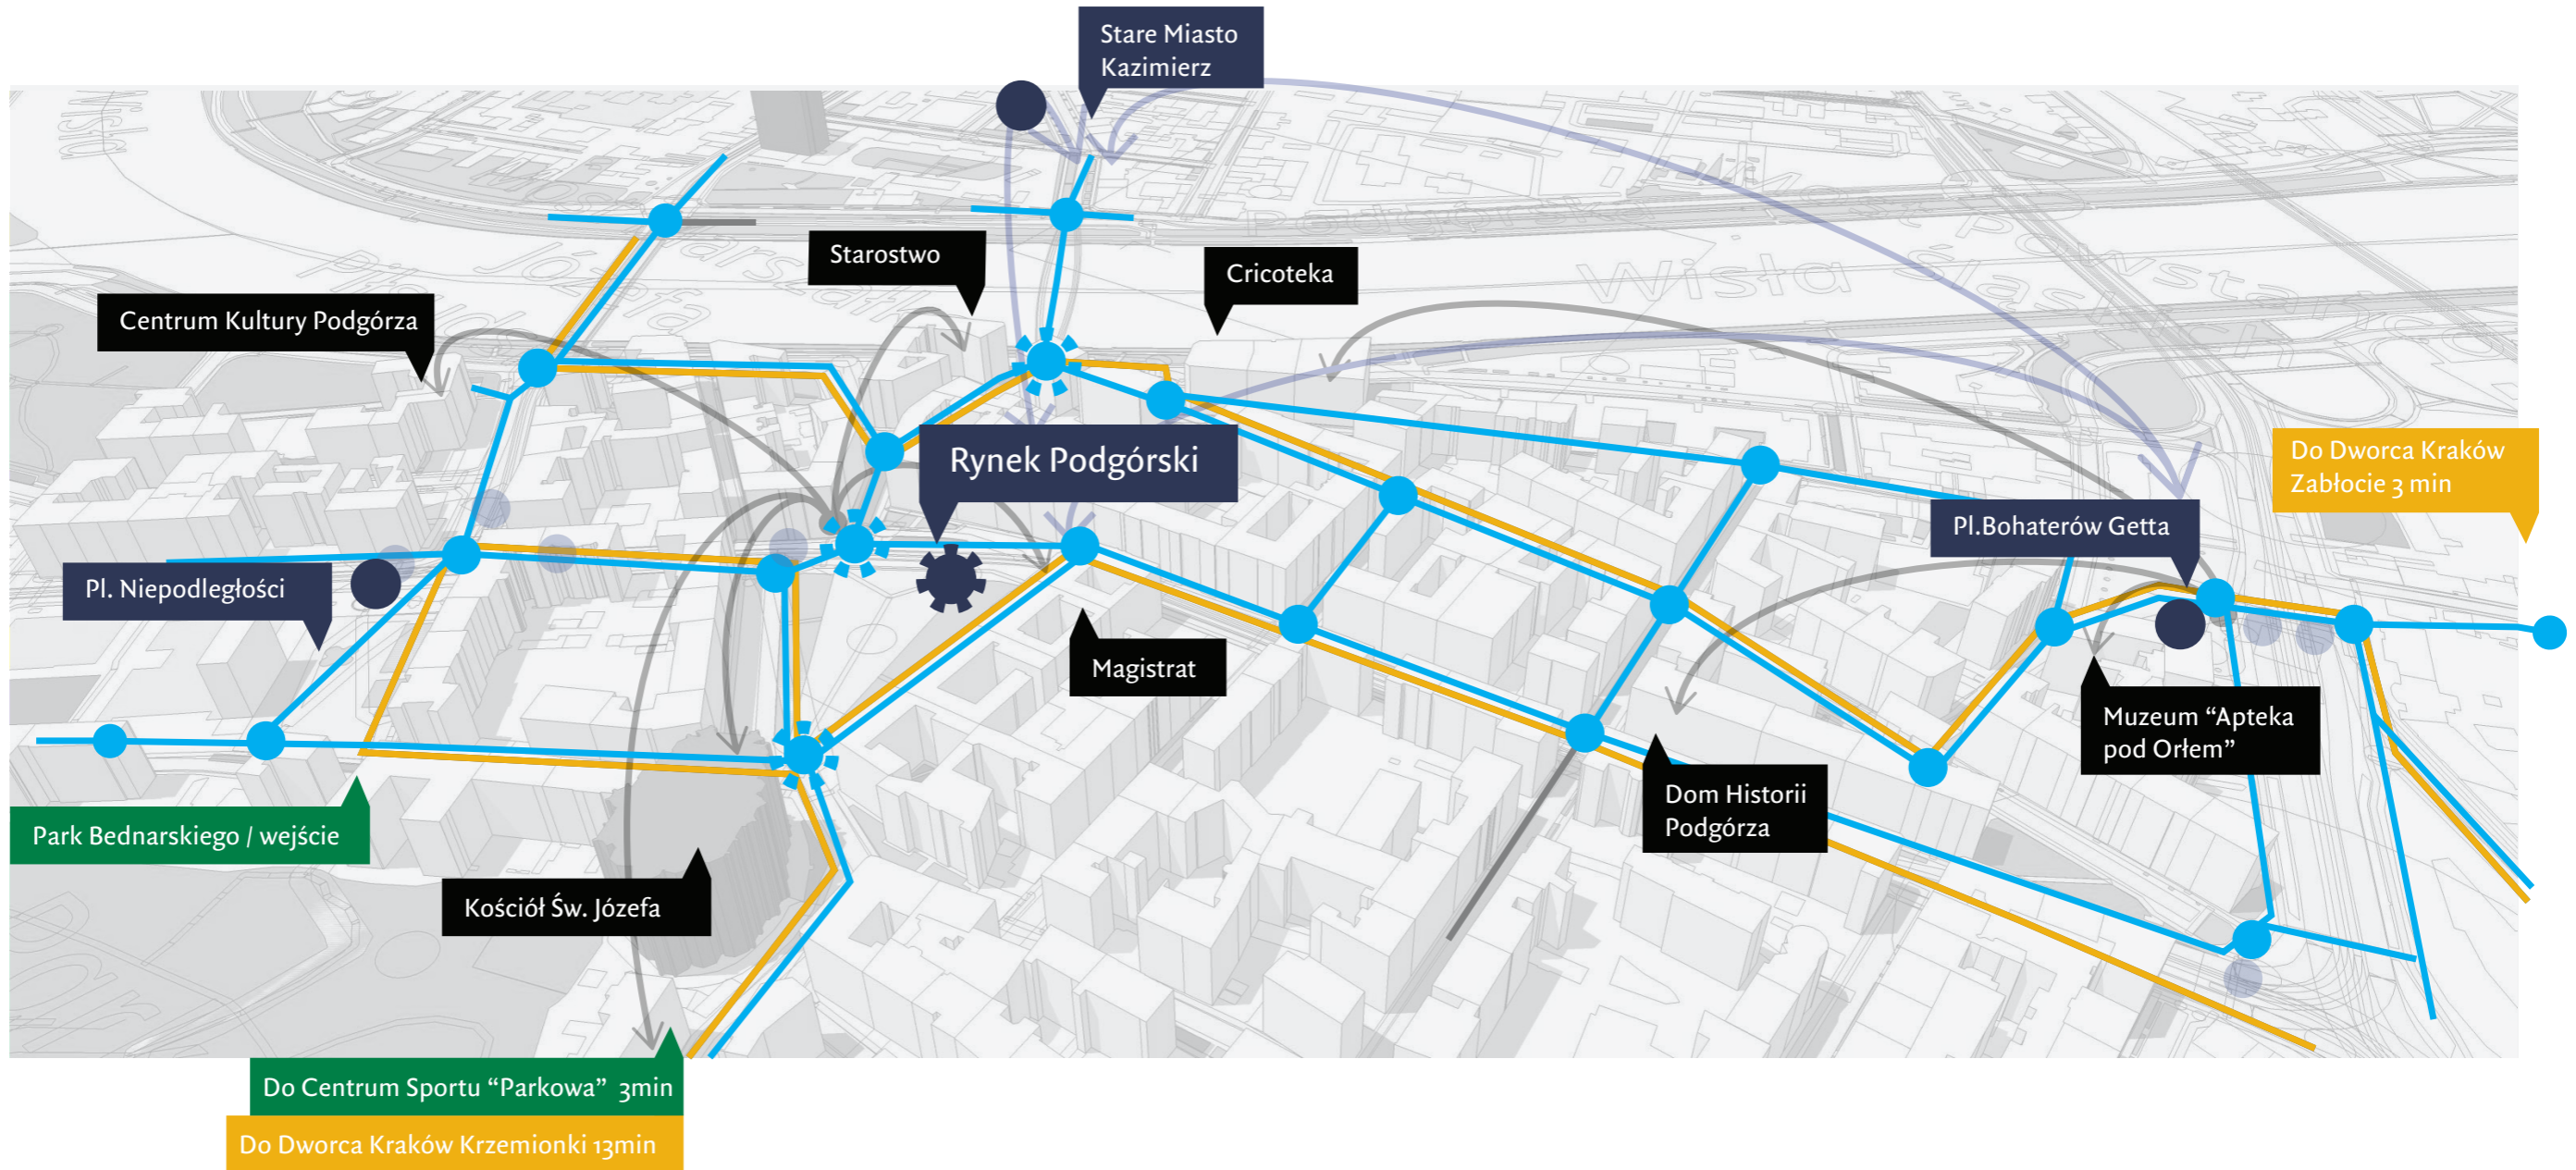 Stare Miasto
Kazimierz
Starostwo
Cricoteka
Centrum Kultury Podgórza
Wisła
Rynek Podgórski
Do Dworca Kraków
Zabłocie 3 min
Pl.Bohaterów Getta
Pl. Niepodległości
Magistrat
Muzeum “Apteka
pod Orłem”
Dom Historii
Podgórza
Park Bednarskiego / wejście
Kościół Św. Józefa
Do Centrum Sportu “Parkowa” 3min
Do Dworca Kraków Krzemionki 13min